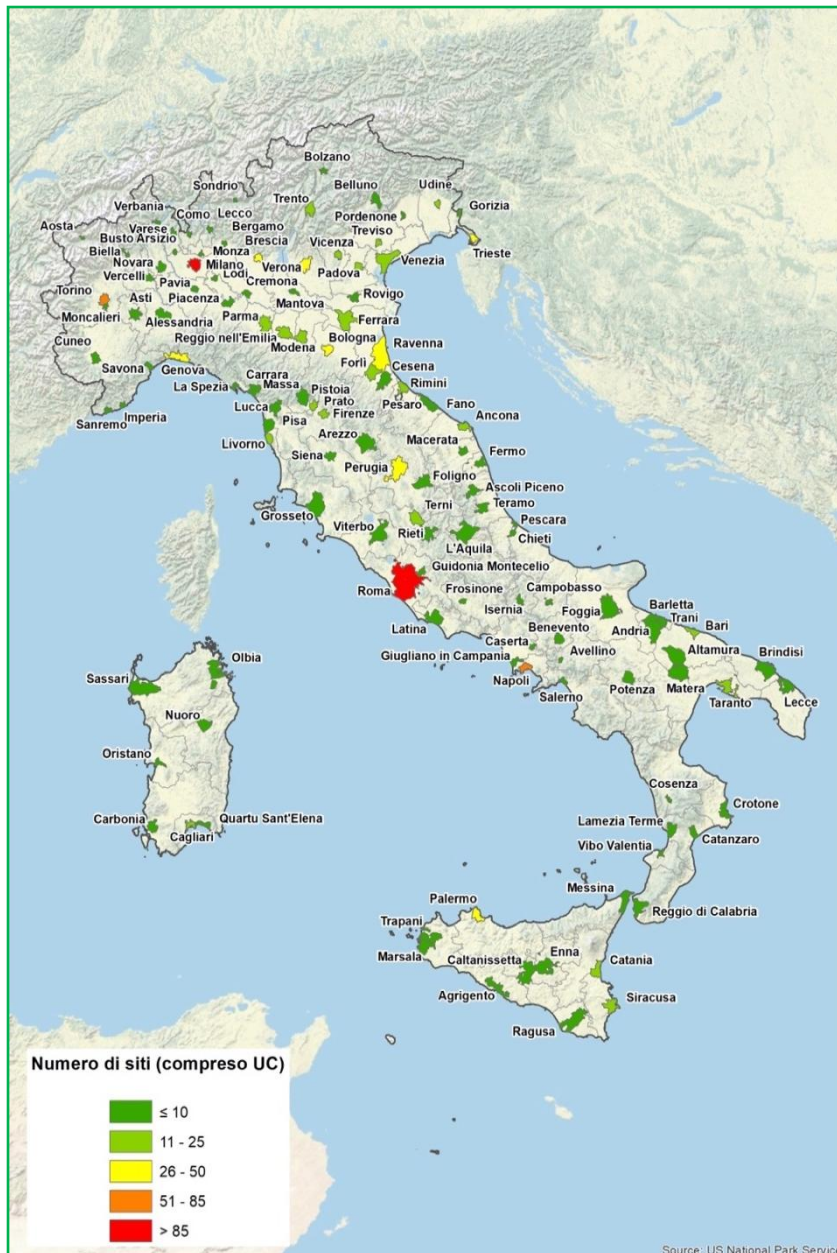 Bolzano
Sondrio
Belluno
Udine
Verbania
Como
Lecco
Trento
Pordenone
Gorizia
Aosta
Varese
Bergamo
Treviso
Busto Arsizio
Brescia
Vicenza
Biella
Monza
Trieste
Novara
Milano
Verona
Padova
Venezia
Vercelli
Lodi
Torino
Pavia
Cremona
Asti
Piacenza
Mantova
Rovigo
Moncalieri
Alessandria
Parma
Ferrara
Cuneo
Reggio nell'Emilia
Bologna
Ravenna
Modena
Savona
Forlì
Cesena
Genova
Carrara
La Spezia
Massa
Pistoia
Rimini
Imperia
Lucca
Prato
Pesaro
Fano
Sanremo
Pisa
Firenze
Ancona
Livorno
Arezzo
Macerata
Siena
Fermo
Perugia
Foligno
Ascoli Piceno
Grosseto
Terni
Teramo
Viterbo
Rieti
Pescara
L'Aquila
Chieti
Guidonia Montecelio
Roma
Frosinone
Campobasso
Isernia
Foggia
Barletta
Latina
Trani
Benevento
Andria
Bari
Caserta
Avellino
Altamura
Giugliano in Campania
Brindisi
Olbia
Sassari
Napoli
Salerno
Potenza
Matera
Taranto
Lecce
Nuoro
Oristano
Cosenza
Crotone
Carbonia
Quartu Sant'Elena
Lamezia Terme
Cagliari
Catanzaro
Vibo Valentia
Messina
Palermo
Reggio di Calabria
Trapani
Marsala
Caltanissetta
Enna
Catania
Agrigento
Siracusa
Ragusa
Numero di siti (compreso UC)
≤ 10
11 - 25
26 - 50
51 - 85
> 85
Source: US National Park Service